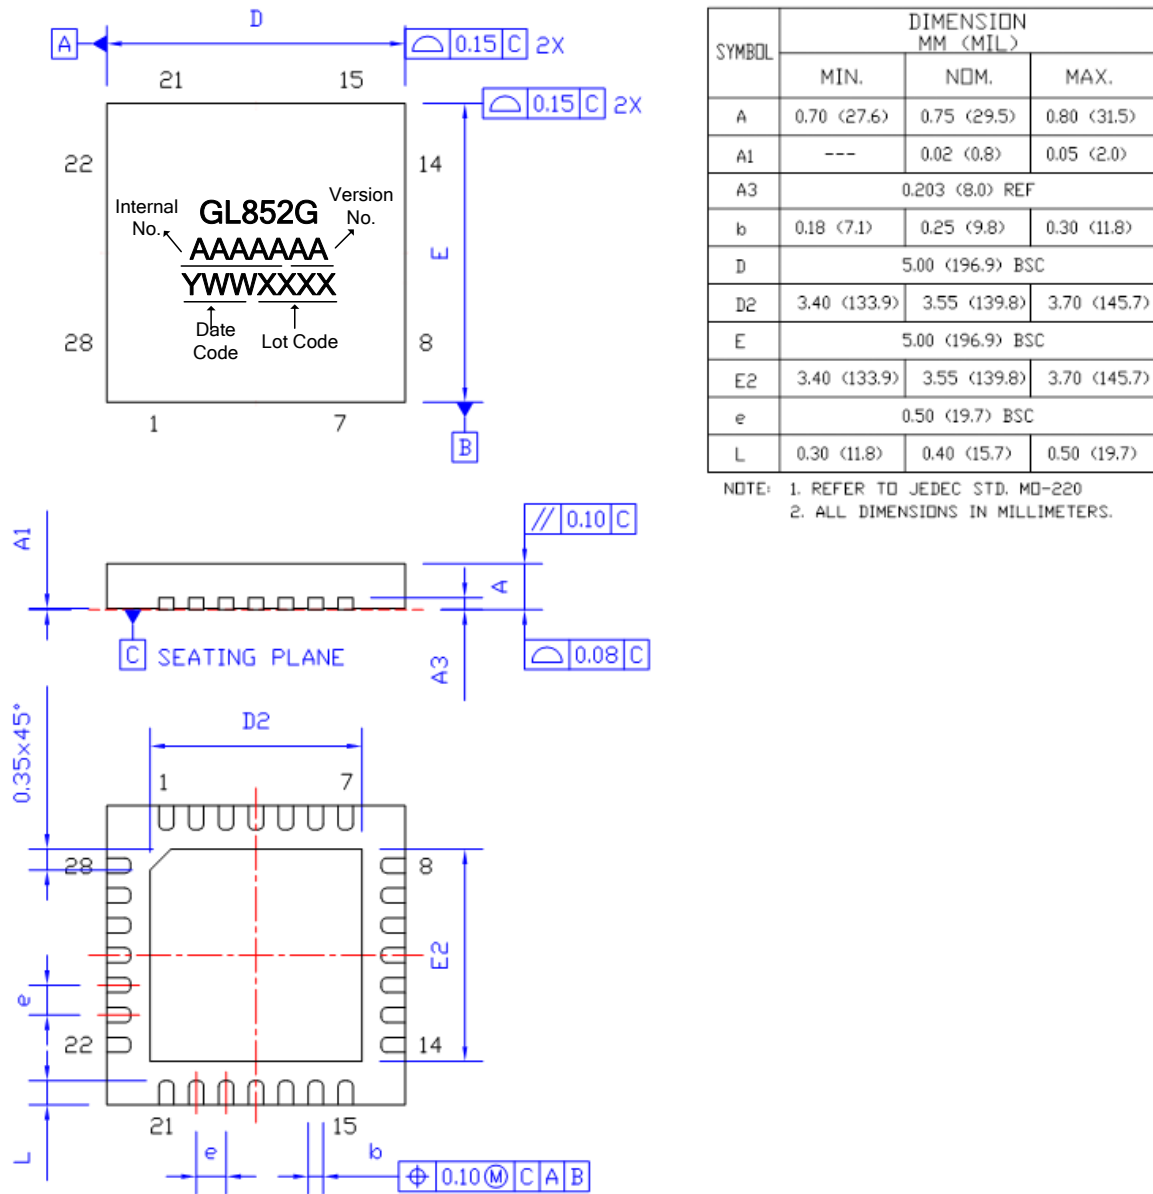 D
A
⌓ 0.15 C 2X
21 15
⌓ 0.15 C 2X
22 14
Internal No.
Version No.
GL852G
AAAAAAA
YWWXXXX
Date Code
Lot Code
E
28 8
1 7
B
SYMBOL DIMENSION MM (MIL)
MIN. NOM. MAX.
A 0.70 (27.6) 0.75 (29.5) 0.80 (31.5)
A1 --- 0.02 (0.8) 0.05 (2.0)
A3 0.203 (8.0) REF
b 0.18 (7.1) 0.25 (9.8) 0.30 (11.8)
D 5.00 (196.9) BSC
D2 3.40 (133.9) 3.55 (139.8) 3.70 (145.7)
E 5.00 (196.9) BSC
E2 3.40 (133.9) 3.55 (139.8) 3.70 (145.7)
e 0.50 (19.7) BSC
L 0.30 (11.8) 0.40 (15.7) 0.50 (19.7)
NOTE: 1. REFER TO JEDEC STD. MO-220
2. ALL DIMENSIONS IN MILLIMETERS.
A1
// 0.10 C
A
C SEATING PLANE
⌓ 0.08 C
A3
0.35x45°
D2
1 7
28 8
E2
e
22 14
21 15
L
e
b
⌖ 0.10 Ⓜ C A B